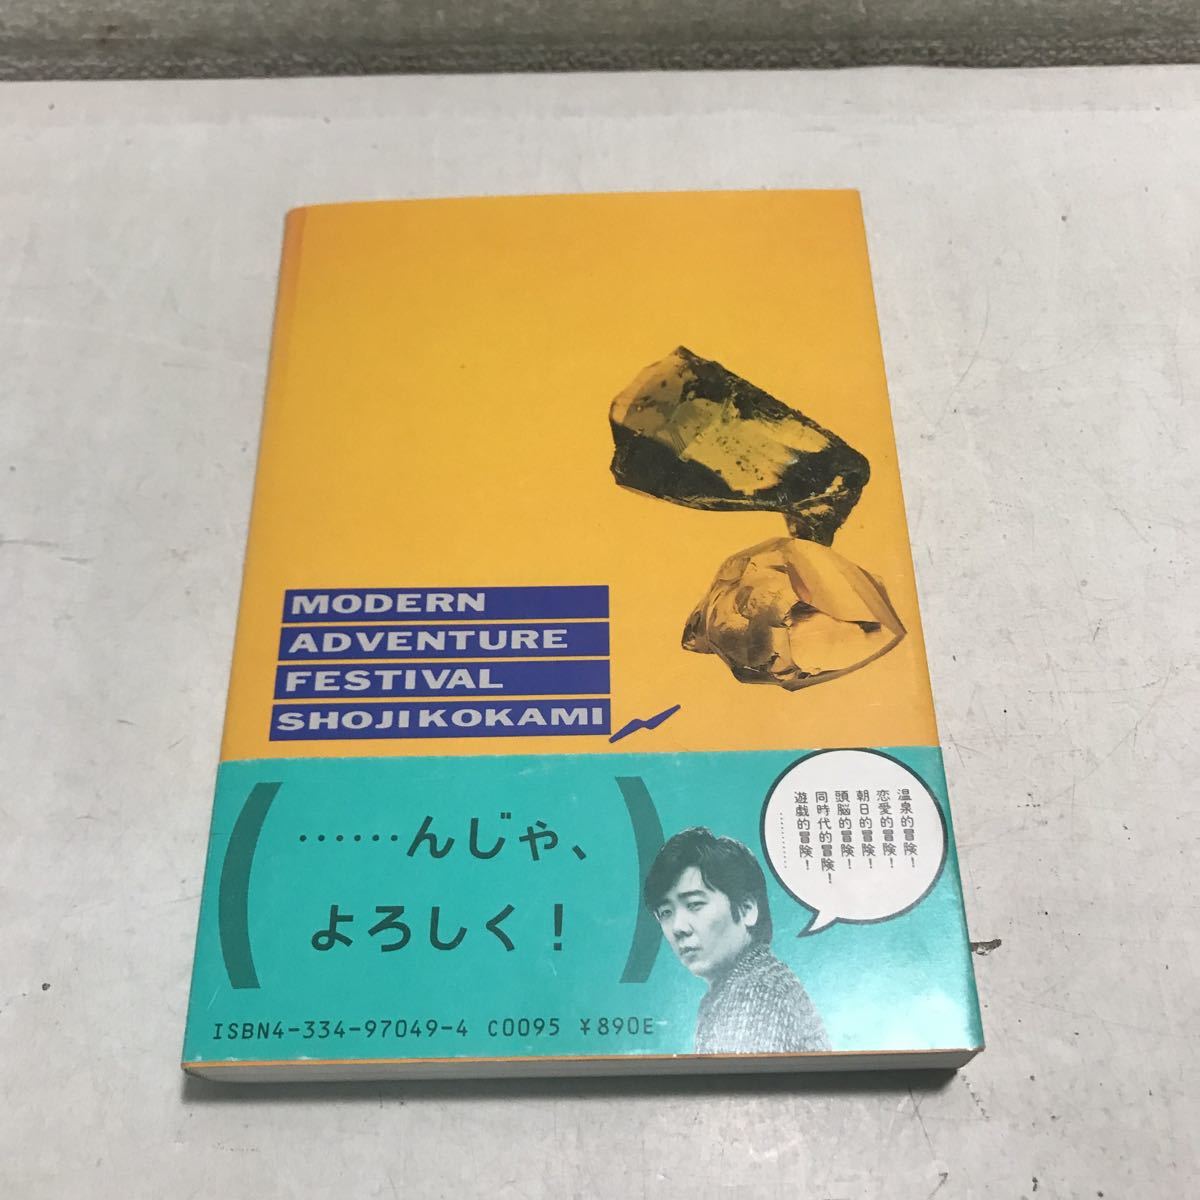 MODERN
ADVENTURE
FESTIVAL
SHOJI KOKAMI
(……んじゃ、
よろしく！)
温泉的冒険！
恋愛的冒険！
朝日的冒険！
頭脳的冒険！
同時代的冒険！
遊戯的冒険！
…………
ISBN4-334-97049-4 C0095 ¥890E